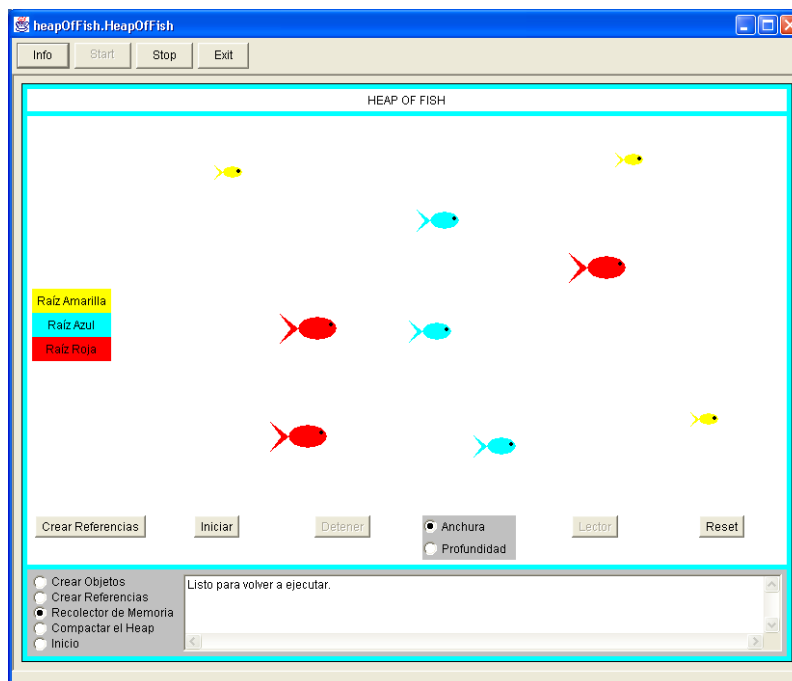 heapOfFish.HeapOfFish
Info Start Stop Exit
HEAP OF FISH
Raíz Amarilla
Raíz Azul
Raíz Roja
Crear Referencias Iniciar Detener Anchura Lector Reset
Profundidad
Crear Objetos
Crear Referencias
Recolector de Memoria
Compactar el Heap
Inicio
Listo para volver a ejecutar.